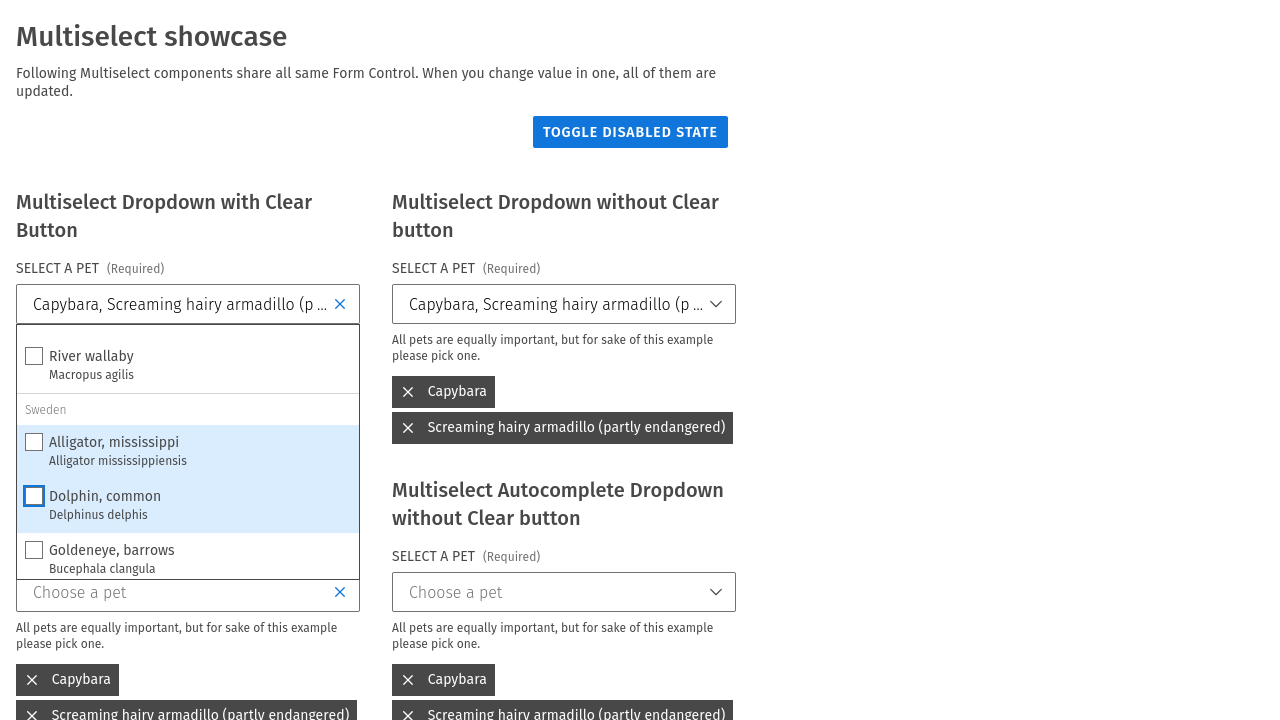 Multiselect showcase
Following Multiselect components share all same Form Control. When you change value in one, all of them are
updated.
TOGGLE DISABLED STATE
Multiselect Dropdown with Clear
Button
SELECT A PET (Required)
Capybara, Screaming hairy armadillo (p ...
River wallaby
Macropus agilis
Sweden
Alligator, mississippi
Alligator mississippiensis
Dolphin, common
Delphinus delphis
Goldeneye, barrows
Bucephala clangula
Choose a pet
All pets are equally important, but for sake of this example
please pick one.
Capybara
Screaming hairy armadillo (partly endangered)
Multiselect Dropdown without Clear
button
SELECT A PET (Required)
Capybara, Screaming hairy armadillo (p ...
All pets are equally important, but for sake of this example
please pick one.
Capybara
Screaming hairy armadillo (partly endangered)
Multiselect Autocomplete Dropdown
without Clear button
SELECT A PET (Required)
Choose a pet
All pets are equally important, but for sake of this example
please pick one.
Capybara
Screaming hairy armadillo (partly endangered)